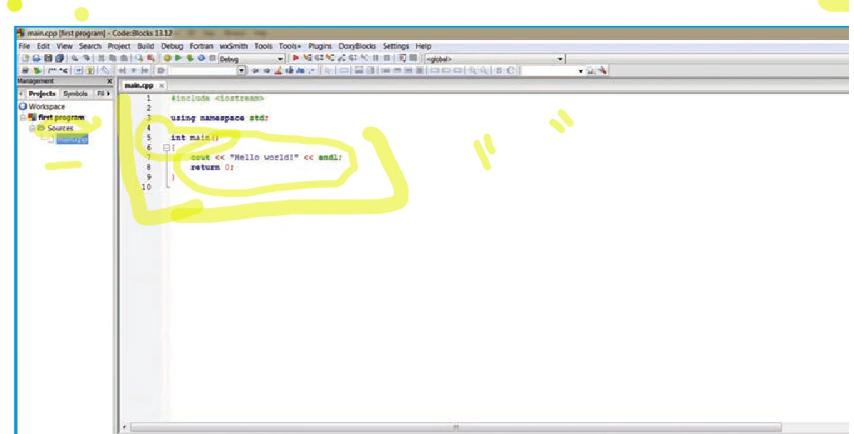 main.cpp [first program] - Code::Blocks 13.12
File Edit View Search Project Build Debug Fortran wxSmith Tools Tools+ Plugins DoxyBlocks Settings Help
Debug <global>
Management X main.cpp ×
Projects Symbols Fil
Workspace
first program
Sources
main.cpp
1 #include <iostream>
2
3 using namespace std;
4
5 int main()
6 {
7 cout << "Hello world!" << endl;
8 return 0;
9 }
10